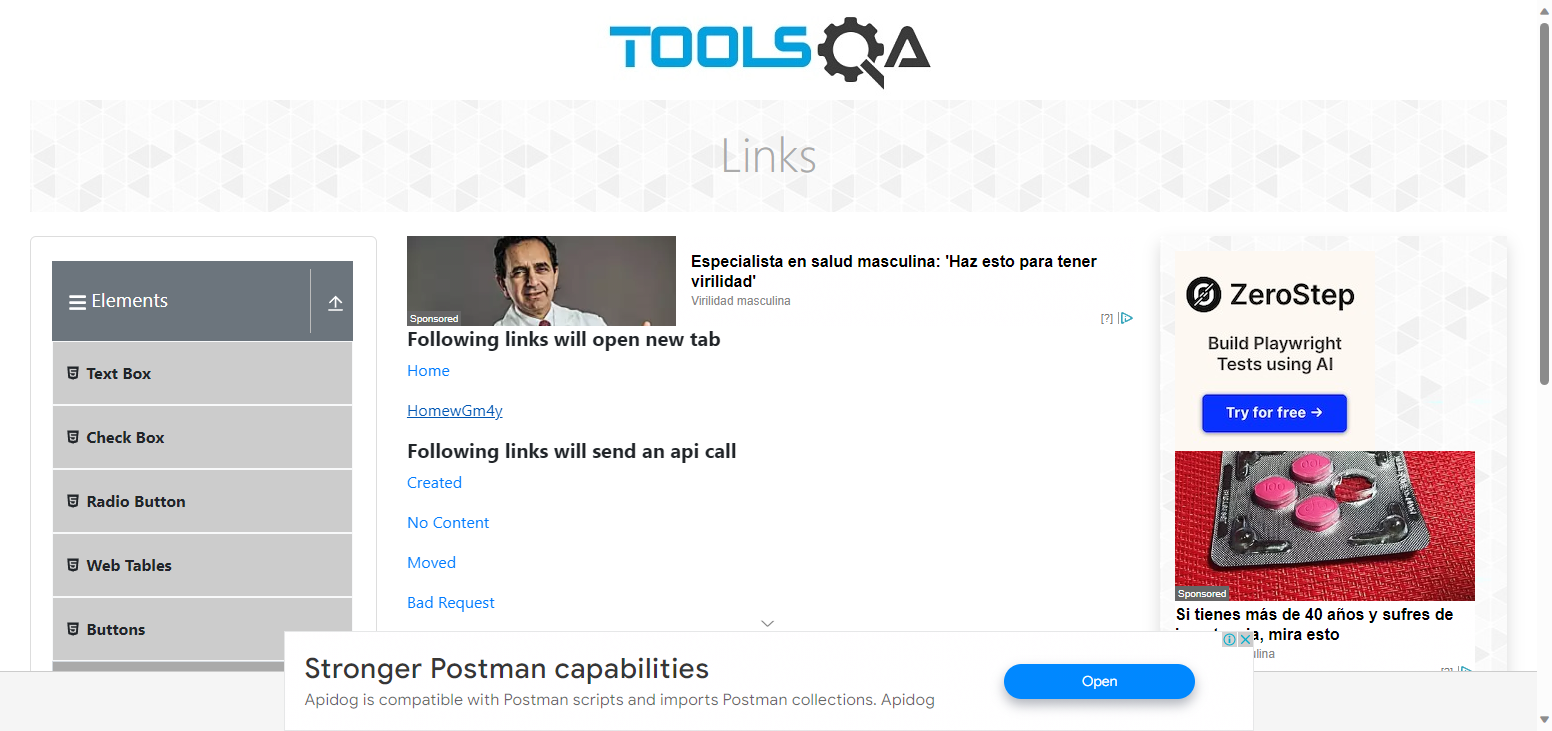 TOOLSQA
Links
Elements
Text Box
Check Box
Radio Button
Web Tables
Buttons
Sponsored
Especialista en salud masculina: 'Haz esto para tener
virilidad'
Virilidad masculina
[?]
Following links will open new tab
Home
HomewGm4y
Following links will send an api call
Created
No Content
Moved
Bad Request
ZeroStep
Build Playwright
Tests using AI
Try for free →
Sponsored
Si tienes más de 40 años y sufres de
mira esto
Stronger Postman capabilities
Apidog is compatible with Postman scripts and imports Postman collections. Apidog
Open